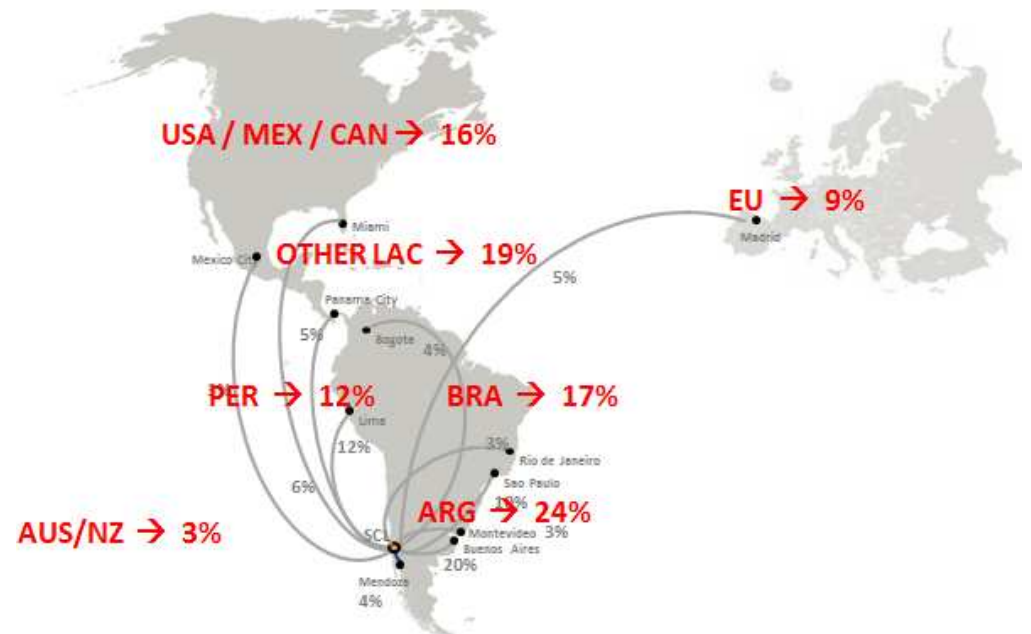 USA / MEX / CAN → 16%
EU → 9%
Miami
Madrid
OTHER LAC → 19%
Mexico City
5%
Panama City
5%
Bogote
4%
PER → 12%
BRA → 17%
Lima
12%
3%
Rio de Janeiro
Sao Paulo
6%
ARG → 24%
AUS/NZ → 3%
SCL
Montevideo 3%
Buenos Aires
20%
Mendoza
4%